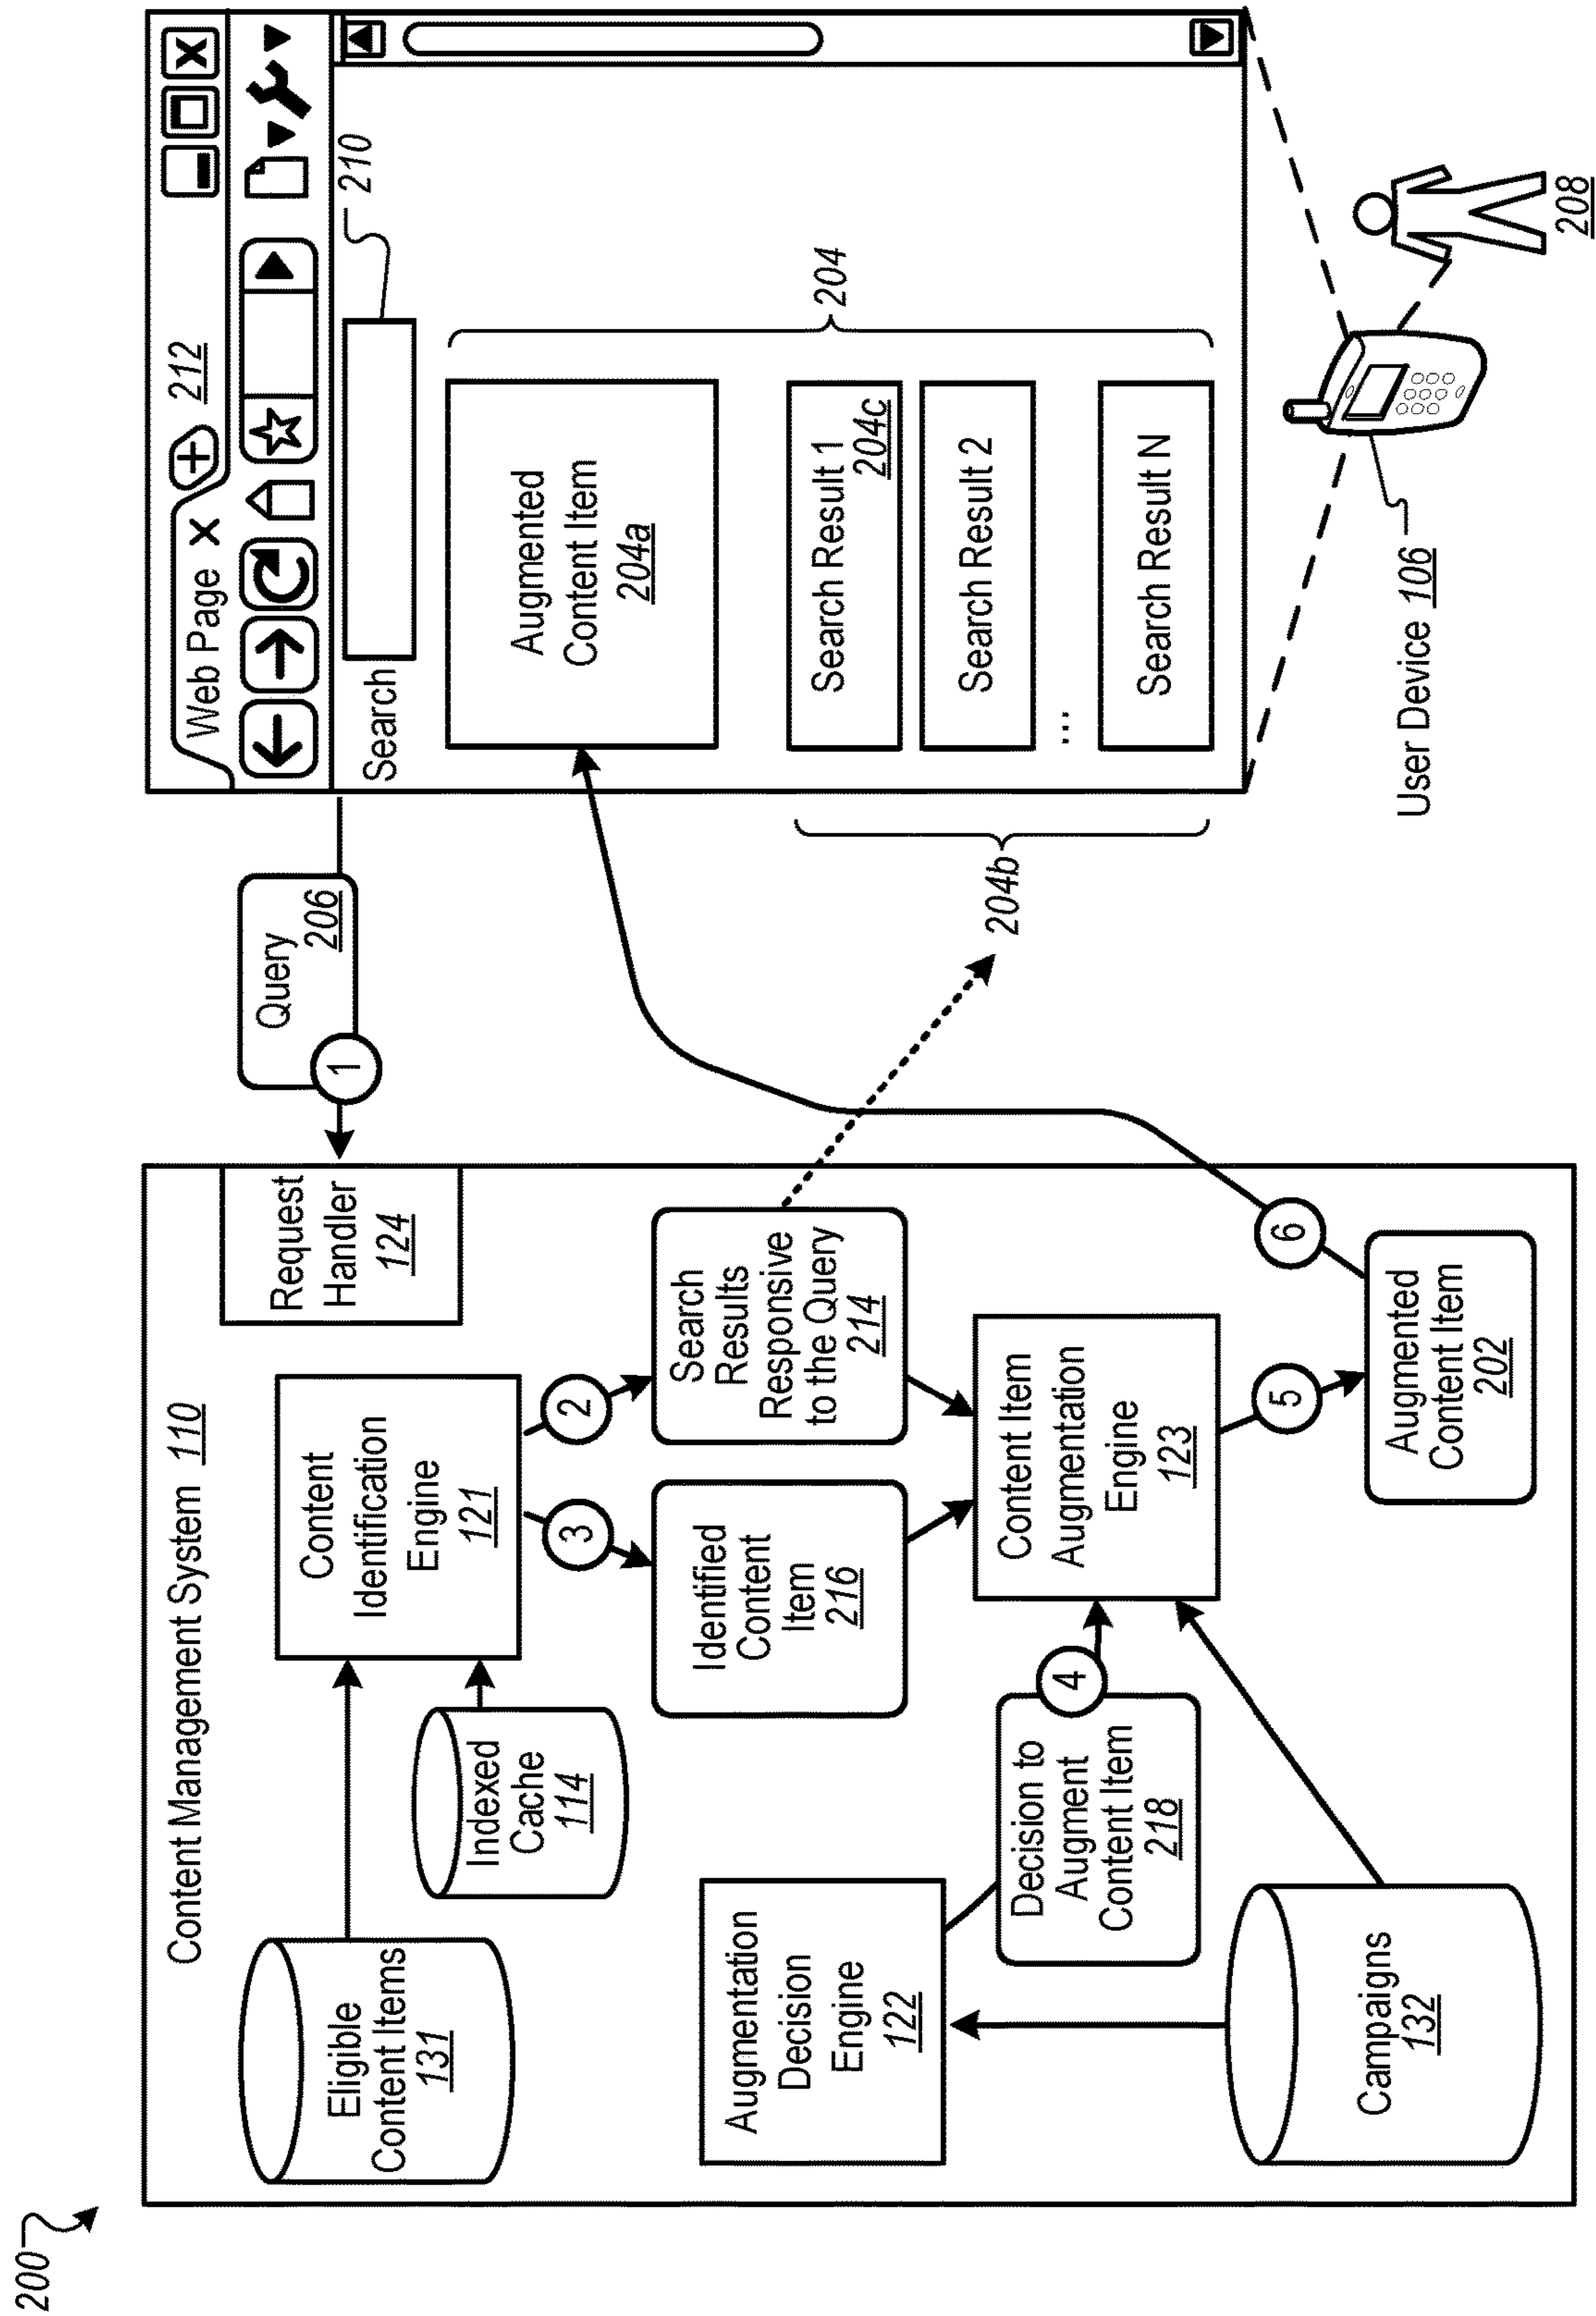 200
Content Management System 110
Eligible
Content Items
131
Indexed
Cache
114
Content
Identification
Engine
121
Request
Handler
124
Query
206
1
2
3
Search
Results
Responsive
to the Query
214
Identified
Content
Item
216
Augmentation
Decision
Engine
122
Decision to
Augment
Content Item
218
4
Content Item
Augmentation
Engine
123
Campaigns
132
5
Augmented
Content Item
202
6
204b
Web Page X
212
Search
210
Augmented
Content Item
204a
Search Result 1
204c
Search Result 2
...
Search Result N
204
User Device 106
208